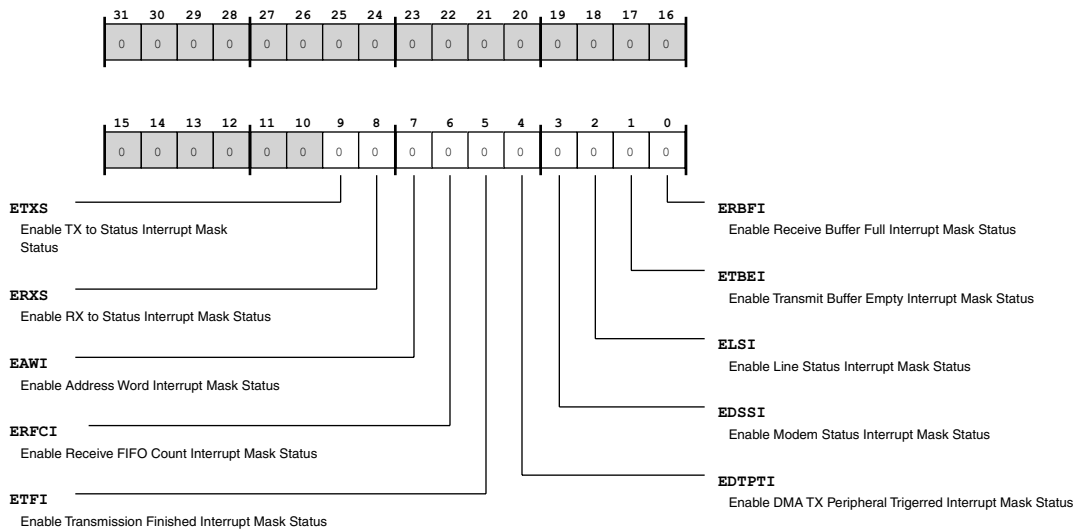 31 30 29 28 27 26 25 24 23 22 21 20 19 18 17 16
0 0 0 0 0 0 0 0 0 0 0 0 0 0 0 0
15 14 13 12 11 10 9 8 7 6 5 4 3 2 1 0
0 0 0 0 0 0 0 0 0 0 0 0 0 0 0 0
ETXS
Enable TX to Status Interrupt Mask
Status
ERXS
Enable RX to Status Interrupt Mask Status
EAWI
Enable Address Word Interrupt Mask Status
ERFCI
Enable Receive FIFO Count Interrupt Mask Status
ETFI
Enable Transmission Finished Interrupt Mask Status
ERBFI
Enable Receive Buffer Full Interrupt Mask Status
ETBEI
Enable Transmit Buffer Empty Interrupt Mask Status
ELSI
Enable Line Status Interrupt Mask Status
EDSSI
Enable Modem Status Interrupt Mask Status
EDTPTI
Enable DMA TX Peripheral Trigerred Interrupt Mask Status